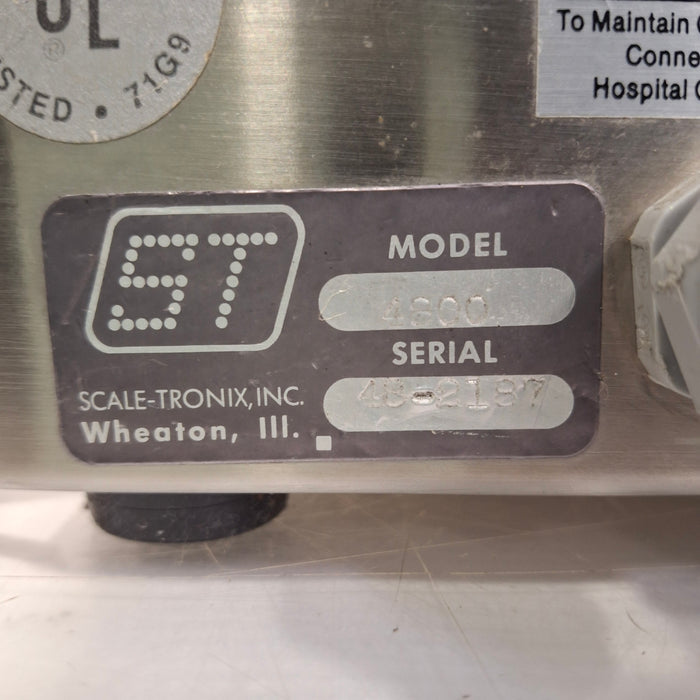 UL
®
STED • 71G9
To Maintain
Conne
Hospital
ST
MODEL
4800
SERIAL
SCALE-TRONIX, INC.
Wheaton, Ill.